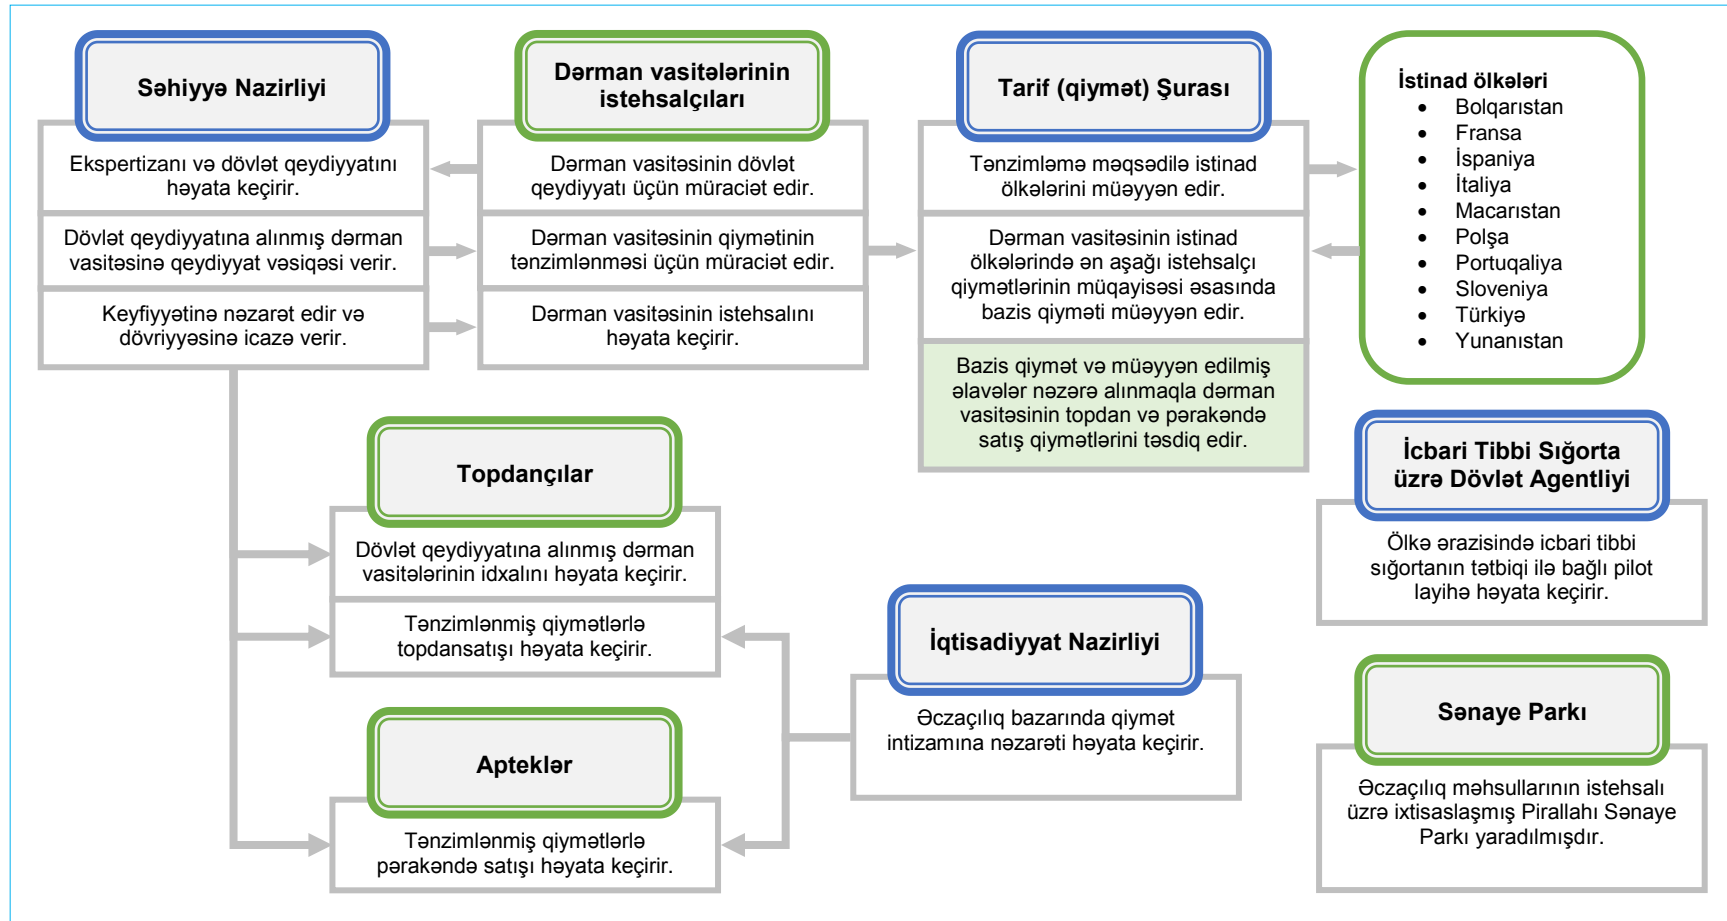 Səhiyyə Nazirliyi
Ekspertizanı və dövlət qeydiyyatını
həyata keçirir.
Dövlət qeydiyyatına alınmış dərman
vasitəsinə qeydiyyat vəsiqəsi verir.
Keyfiyyətinə nəzarət edir və
dövriyyəsinə icazə verir.
Dərman vasitələrinin
istehsalçıları
Dərman vasitəsinin dövlət
qeydiyyatı üçün müraciət edir.
Dərman vasitəsinin qiymətinin
tənzimlənməsi üçün müraciət edir.
Dərman vasitəsinin istehsalını
həyata keçirir.
Tarif (qiymət) Şurası
Tənzimləmə məqsədilə istinad
ölkələrini müəyyən edir.
Dərman vasitəsinin istinad
ölkələrində ən aşağı istehsalçı
qiymətlərinin müqayisəsi əsasında
bazis qiyməti müəyyən edir.
Bazis qiymət və müəyyən edilmiş
əlavələr nəzərə alınmaqla dərman
vasitəsinin topdan və pərakəndə
satış qiymətlərini təsdiq edir.
İstinad ölkələri
• Bolqarıstan
• Fransa
• İspaniya
• İtaliya
• Macarıstan
• Polşa
• Portuqaliya
• Sloveniya
• Türkiyə
• Yunanıstan
Topdançılar
Dövlət qeydiyyatına alınmış dərman
vasitələrinin idxalını həyata keçirir.
Tənzimlənmiş qiymətlərlə
topdansatışı həyata keçirir.
Apteklər
Tənzimlənmiş qiymətlərlə
pərakəndə satışı həyata keçirir.
İqtisadiyyat Nazirliyi
Əczaçılıq bazarında qiymət
intizamına nəzarəti həyata keçirir.
İcbari Tibbi Sığorta
üzrə Dövlət Agentliyi
Ölkə ərazisində icbari tibbi
sığortanın tətbiqi ilə bağlı pilot
layihə həyata keçirir.
Sənaye Parkı
Əczaçılıq məhsullarının istehsalı
üzrə ixtisaslaşmış Pirallahı Sənaye
Parkı yaradılmışdır.